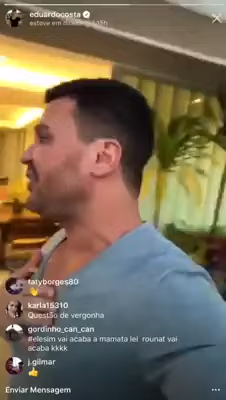 eduardocosta
tatyborges80
karla15310
Questão de vergonha
gordinho_can_can
#elesim vai acaba a mamata lei rounat vai
acaba kkkk
j.gilmar
Enviar Mensagem